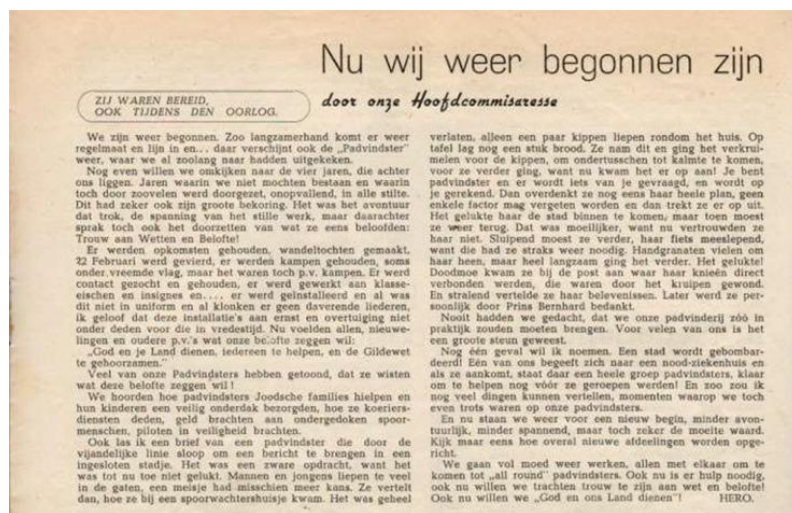 Nu wij weer begonnen zijn
door onze Hoofdcommisaresse
ZIJ WAREN BEREID,
OOK TIJDENS DEN OORLOG.
We zijn weer begonnen. Zoo langzamerhand komt er weer
regelmaat en lijn in en... daar verschijnt ook de „Padvindster”
weer, waar we al zoolang naar hadden uitgekeken.
Nog even willen we omkijken naar de vier jaren, die achter
ons liggen. Jaren waarin we niet mochten bestaan en waarin
toch door zoovelen werd doorgezet, onopvallend, in alle stilte.
Dit had zeker ook zijn groote bekoring. Het was het avontuur
dat trok, de spanning van het stille werk, maar daarachter
sprak toch ook het doorzetten van wat ze eens beloofden:
Trouw aan Wetten en Belofte!
Er werden opkomsten gehouden, wandeltochten gemaakt,
22 Februari werd gevierd, er werden kampen gehouden, soms
onder vreemde vlag, maar het waren toch p.v. kampen. Er werd
contact gezocht en gehouden, er werd gewerkt aan klasse-
eischen en insignes en.... er werd geïnstalleerd en al was
dit niet in uniform en al klonken er geen daverende liederen,
ik geloof dat deze installatie's aan ernst en overtuiging niet
onder deden voor die in vredestijd. Nu voelden allen, nieuwe-
lingen en oudere p.v.'s wat onze belofte zeggen wil:
„God en je Land dienen, iedereen te helpen, en de Gildewet
te gehoorzamen.”
Veel van onze Padvindsters hebben getoond, dat ze wisten
wat deze belofte zeggen wil!
We hoorden hoe padvindsters Joodsche families hielpen en
hun kinderen een veilig onderdak bezorgden, hoe ze koeriers-
diensten deden, geld brachten aan ondergedoken spoor-
menschen, piloten in veiligheid brachten.
Ook las ik een brief van een padvindster die door de
vijandelijke linie sloop om een bericht te brengen in een
ingesloten stadje. Het was een zware opdracht, want het
was tot nu toe niet gelukt. Mannen en jongens liepen te veel
in de gaten, een meisje had misschien meer kans. Ze vertelt
dan, hoe ze bij een spoorwachtershuisje kwam. Het was geheel
verlaten, alleen een paar kippen liepen rondom het huis. Op
tafel lag nog een stuk brood. Ze nam dit en ging het verkrui-
melen voor de kippen, om ondertusschen tot kalmte te komen,
voor ze verder ging, want nu kwam het er op aan! Je bent
padvindster en er wordt iets van je gevraagd, en wordt op
je gerekend. Dan overdenkt ze nog eens haar heele plan, geen
enkele factor mag vergeten worden en dan trekt ze er op uit.
Het gelukte haar de stad binnen te komen, maar toen moest
ze weer terug. Dat was moeilijker, want nu vertrouwden ze
haar niet. Sluipend moest ze verder, haar fiets meeslepend,
want die had ze straks weer noodig. Handgranaten vielen om
haar heen, maar heel langzaam ging het verder. Het gelukte!
Doodmoe kwam ze bij de post aan waar haar knieën direct
verbonden werden, die waren door het kruipen gewond.
En stralend vertelde ze haar belevenissen. Later werd ze per-
soonlijk door Prins Bernhard bedankt.
Nooit hadden we gedacht, dat we onze padvinderij zóó in
praktijk zouden moeten brengen. Voor velen van ons is het
een groote steun geweest.
Nog één geval wil ik noemen. Een stad wordt gebombar-
deerd! Eén van ons begeeft zich naar een nood-ziekenhuis en
als ze aankomt, staat daar een heele groep padvindsters, klaar
om te helpen nog vóór ze geroepen werden! En zoo zou ik
nog veel dingen kunnen vertellen, momenten waarop we toch
even trots waren op onze padvindsters.
En nu staan we weer voor een nieuw begin, minder avon-
tuurlijk, minder spannend, maar toch zeker de moeite waard.
Kijk maar eens hoe overal nieuwe afdeelingen worden opge-
richt.
We gaan vol moed weer werken, allen met elkaar om te
komen tot „all round” padvindsters. Ook nu is er hulp noodig,
ook nu willen we trachten trouw te zijn aan wet en belofte!
Ook nu willen we „God en ons Land dienen”! HERO.